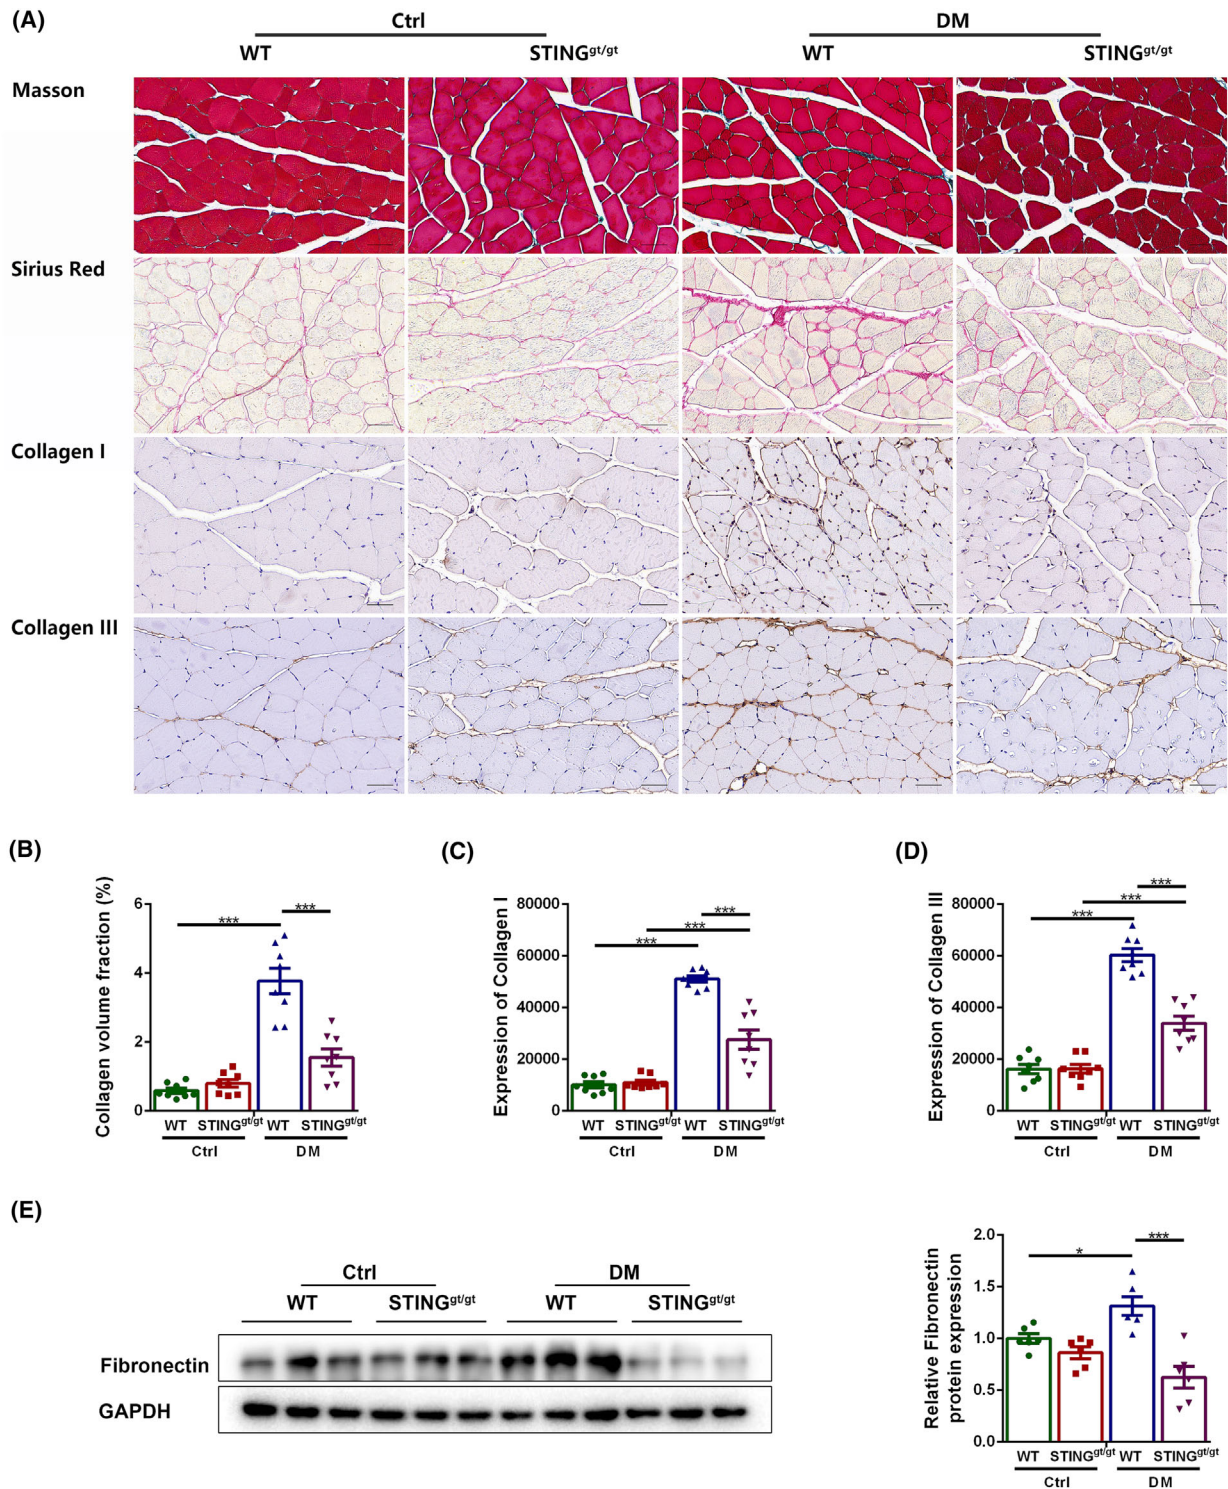 (A)
Ctrl DM
WT STINGgt/gt WT STINGgt/gt
Masson
Sirius Red
Collagen I
Collagen III
(B)
Collagen volume fraction (%)
6
4
2
0
***
***
WT STINGgt/gt WT STINGgt/gt
Ctrl DM
(C)
Expression of Collagen I
80000
60000
40000
20000
0
***
***
***
WT STINGgt/gt WT STINGgt/gt
Ctrl DM
(D)
Expression of Collagen III
80000
60000
40000
20000
0
***
***
***
WT STINGgt/gt WT STINGgt/gt
Ctrl DM
(E)
Ctrl DM
WT STINGgt/gt WT STINGgt/gt
Fibronectin
GAPDH
Relative Fibronectin
protein expression
2.0
1.5
1.0
0.5
0.0
*
***
WT STINGgt/gt WT STINGgt/gt
Ctrl DM